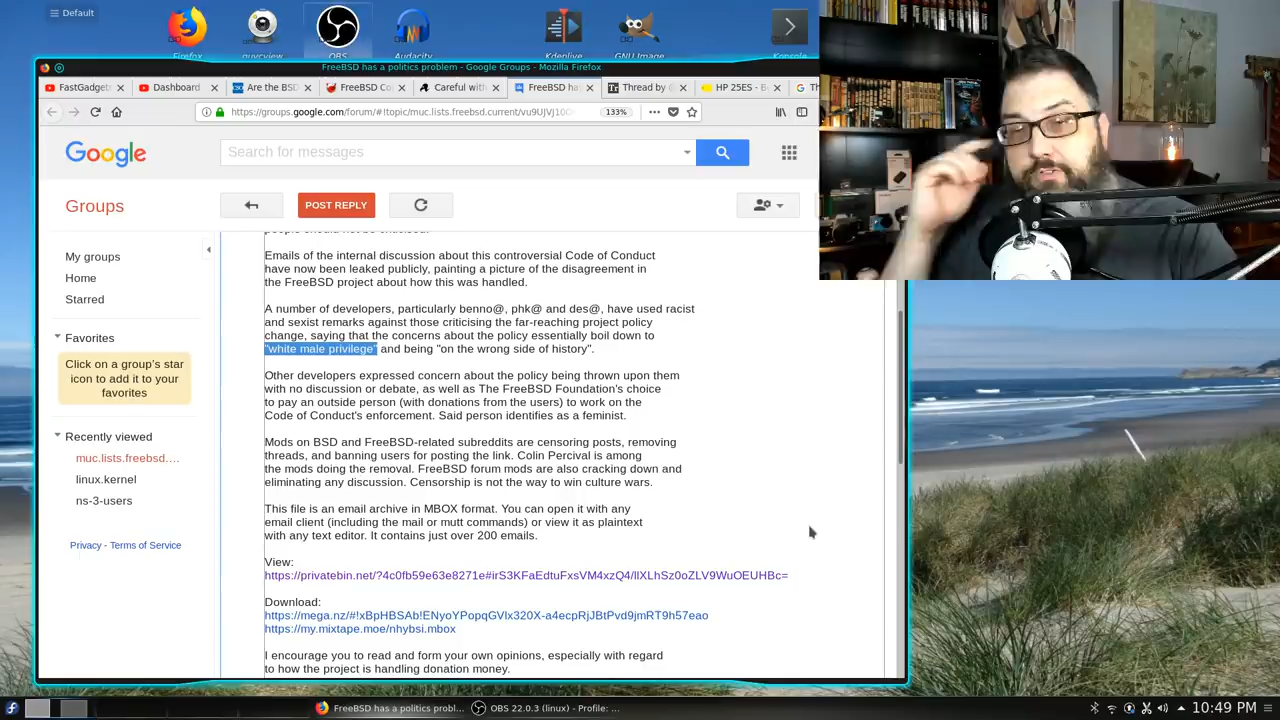 Default
Firefox
guvcview
OBS
Audacity
Kdenlive
GNU Image
Konsole
FreeBSD has a politics problem - Google Groups - Mozilla Firefox
FastGadget
Dashboard
Are the BSD
FreeBSD Co
Careful with
FreeBSD ha
Thread by
HP 25ES - B
Th
133%
Google
Search for messages
Groups
POST REPLY
My groups
Home
Starred
Favorites
Click on a group's star
icon to add it to your
favorites
Recently viewed
muc.lists.freebsd....
linux.kernel
ns-3-users
Privacy - Terms of Service
people should not be criticised.
Emails of the internal discussion about this controversial Code of Conduct
have now been leaked publicly, painting a picture of the disagreement in
the FreeBSD project about how this was handled.
A number of developers, particularly benno@, phk@ and des@, have used racist
and sexist remarks against those criticising the far-reaching project policy
change, saying that the concerns about the policy essentially boil down to
"white male privilege" and being "on the wrong side of history".
Other developers expressed concern about the policy being thrown upon them
with no discussion or debate, as well as The FreeBSD Foundation's choice
to pay an outside person (with donations from the users) to work on the
Code of Conduct's enforcement. Said person identifies as a feminist.
Mods on BSD and FreeBSD-related subreddits are censoring posts, removing
threads, and banning users for posting the link. Colin Percival is among
the mods doing the removal. FreeBSD forum mods are also cracking down and
eliminating any discussion. Censorship is not the way to win culture wars.
This file is an email archive in MBOX format. You can open it with any
email client (including the mail or mutt commands) or view it as plaintext
with any text editor. It contains just over 200 emails.
View:
https://privatebin.net/?4c0fb59e63e8271e#irS3KFaEdtuFxsVM4xzQ4/llXLhSz0oZLV9WuOEUHBc=
Download:
https://mega.nz/#!xBpHBSAb!ENyoYPopqGVlx320X-a4ecpRjJBtPvd9jmRT9h57eao
https://my.mixtape.moe/nhybsi.mbox
I encourage you to read and form your own opinions, especially with regard
to how the project is handling donation money.
FreeBSD has a politics probl...
OBS 22.0.3 (linux) - Profile: ...
10:49 PM